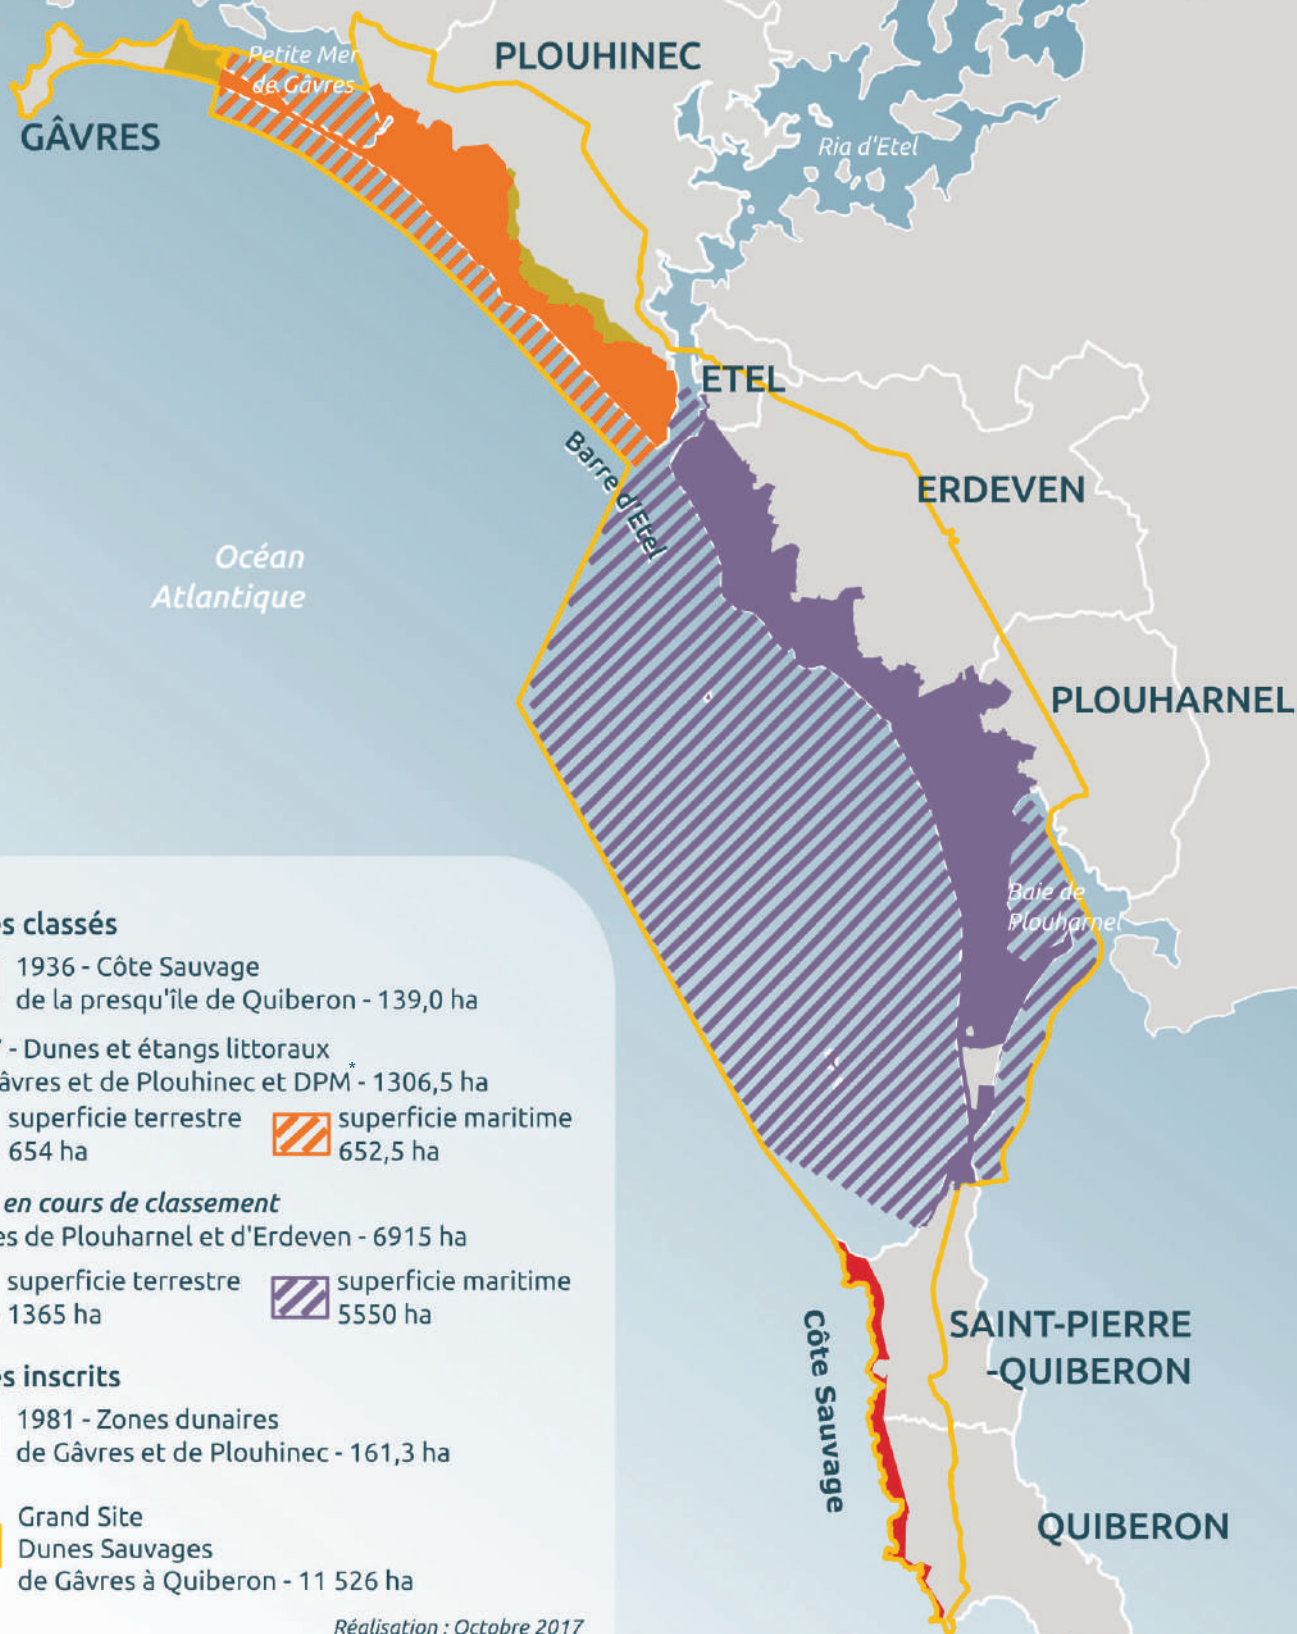 PLOUHINEC
Petite Mer
de Gâvres
GÂVRES
Ria d'Etel
ETEL
Barre d'Etel
ERDEVEN
Océan
Atlantique
PLOUHARNEL
Baie de
Plouharnel
s classés
1936 - Côte Sauvage
de la presqu'île de Quiberon - 139,0 ha
- Dunes et étangs littoraux
âvres et de Plouhinec et DPM* - 1306,5 ha
superficie terrestre
654 ha
superficie maritime
652,5 ha
en cours de classement
es de Plouharnel et d'Erdeven - 6915 ha
superficie terrestre
1365 ha
superficie maritime
5550 ha
s inscrits
1981 - Zones dunaires
de Gâvres et de Plouhinec - 161,3 ha
Grand Site
Dunes Sauvages
de Gâvres à Quiberon - 11 526 ha
Réalisation : Octobre 2017
Côte Sauvage
SAINT-PIERRE
-QUIBERON
QUIBERON